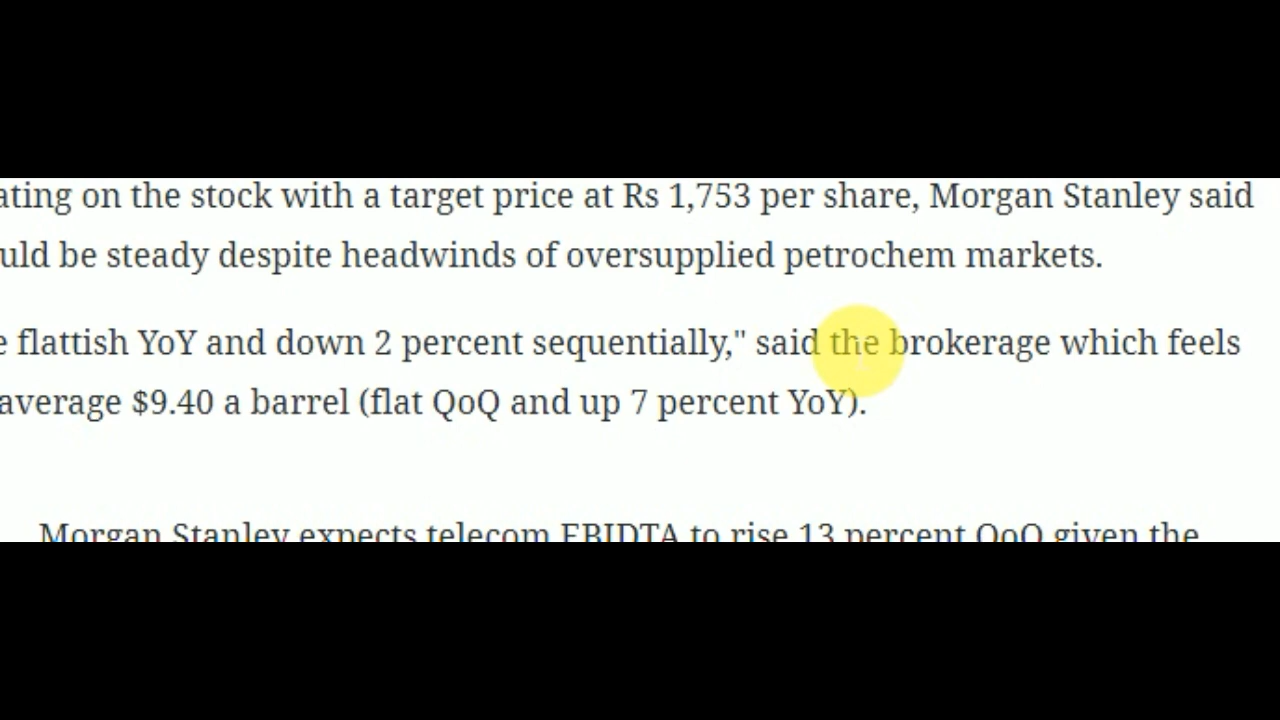 ating on the stock with a target price at Rs 1,753 per share, Morgan Stanley said
uld be steady despite headwinds of oversupplied petrochem markets.
e flattish YoY and down 2 percent sequentially," said the brokerage which feels
average $9.40 a barrel (flat QoQ and up 7 percent YoY).
Morgan Stanley expects telecom EBIDTA to rise 13 percent QoQ given the